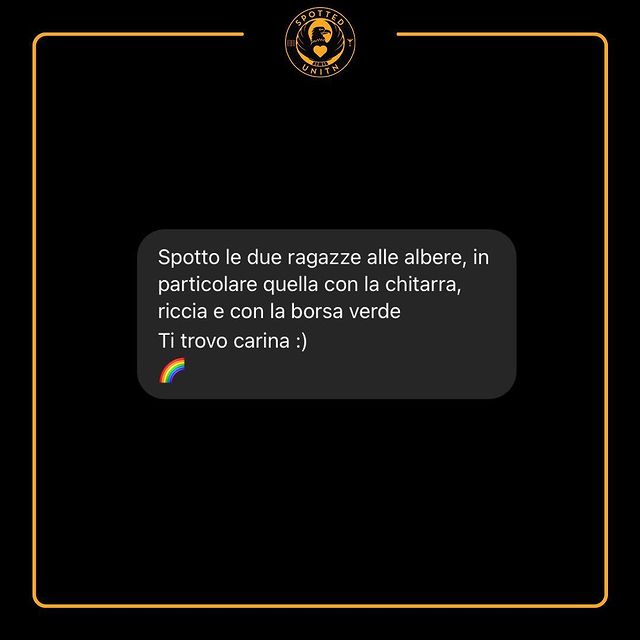 SPOTTED
UNITN
Spotto le due ragazze alle albere, in
particolare quella con la chitarra,
riccia e con la borsa verde
Ti trovo carina :)
🌈